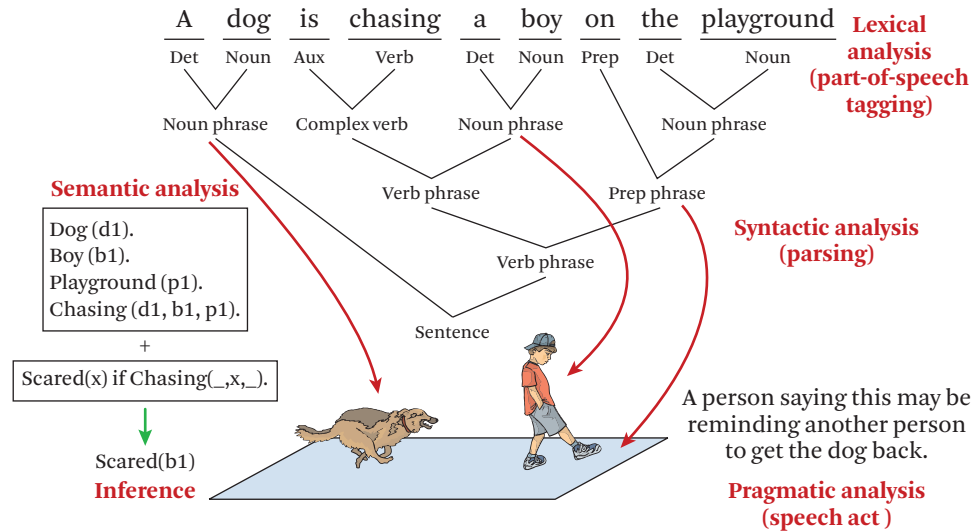 A dog is chasing a boy on the playground
Lexical
analysis
(part-of-speech
tagging)
Det Noun Aux Verb Det Noun Prep Det Noun
Noun phrase Complex verb Noun phrase Noun phrase
Semantic analysis
Verb phrase Prep phrase
Dog (d1).
Boy (b1).
Playground (p1).
Chasing (d1, b1, p1).
Syntactic analysis
(parsing)
Verb phrase
Sentence
+
Scared(x) if Chasing(_,x,_).
Scared(b1)
Inference
A person saying this may be
reminding another person
to get the dog back.
Pragmatic analysis
(speech act )